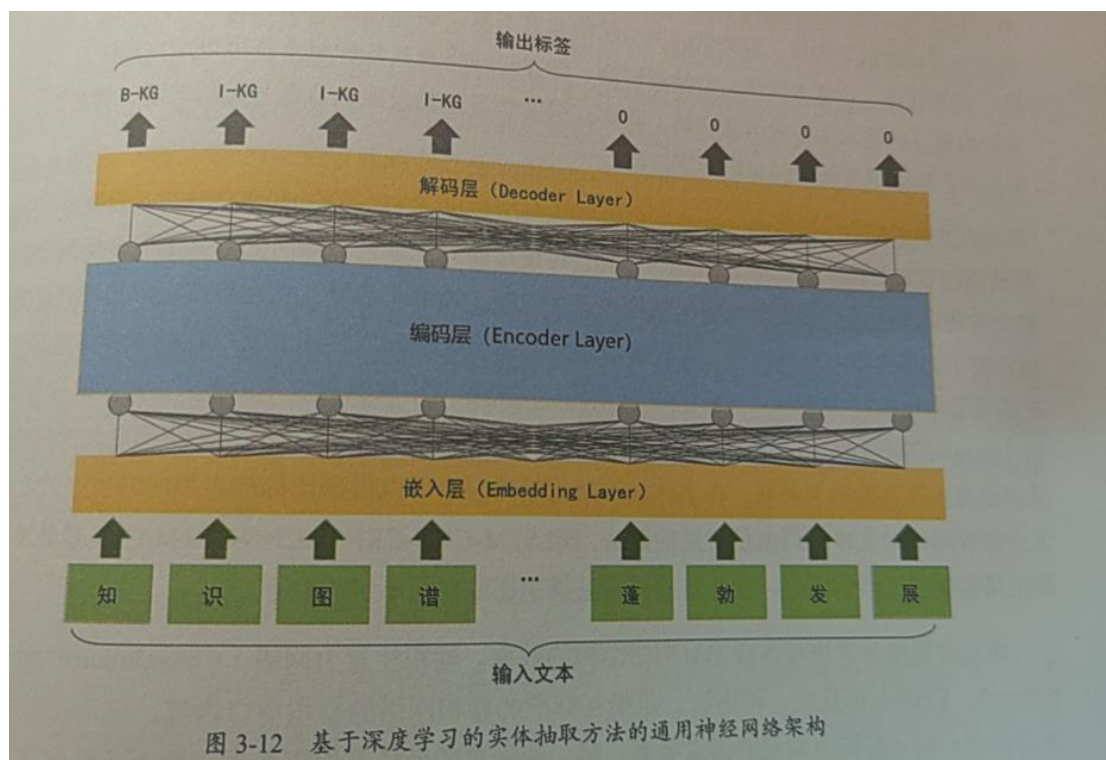 输出标签
B-KG I-KG I-KG I-KG ... O O O O
解码层（Decoder Layer）
编码层 (Encoder Layer)
嵌入层（Embedding Layer）
知 识 图 谱 ... 蓬 勃 发 展
输入文本
图 3-12 基于深度学习的实体抽取方法的通用神经网络架构